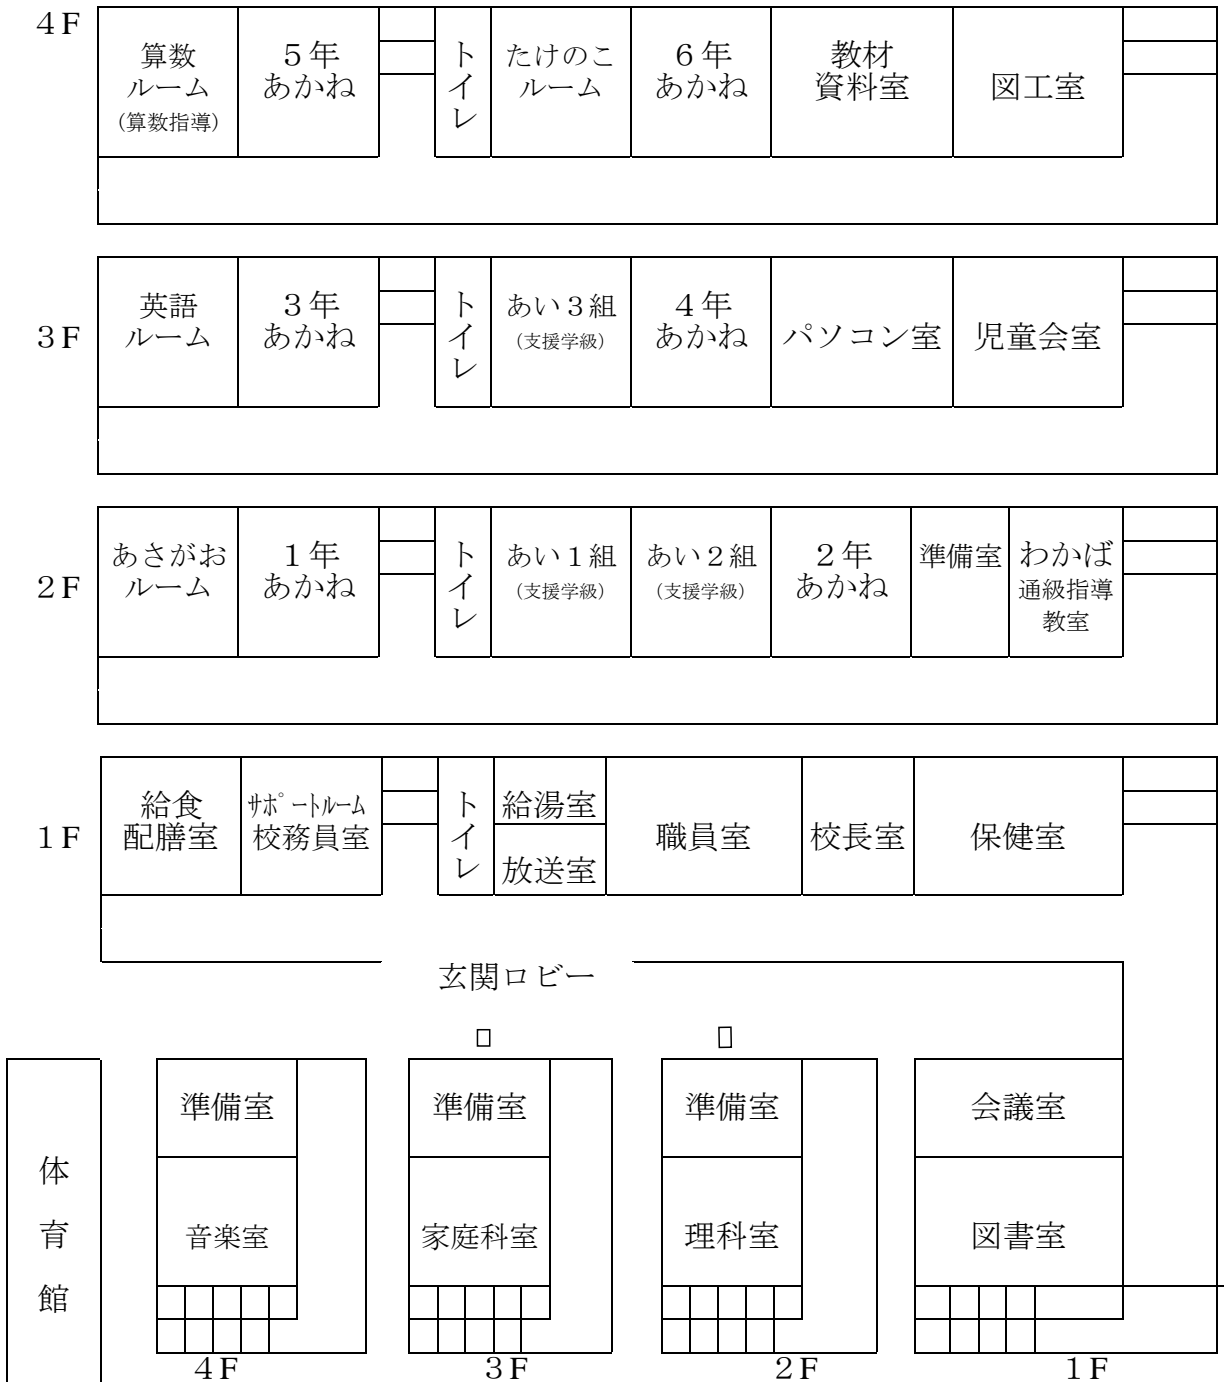 4F
算数
ルーム
(算数指導)
5年
あかね
トイレ
たけのこ
ルーム
6年
あかね
教材
資料室
図工室
3F
英語
ルーム
3年
あかね
トイレ
あい3組
(支援学級)
4年
あかね
パソコン室
児童会室
2F
あさがお
ルーム
1年
あかね
トイレ
あい1組
(支援学級)
あい2組
(支援学級)
2年
あかね
準備室
わかば
通級指導
教室
1F
給食
配膳室
サポートルーム
校務員室
トイレ
給湯室
放送室
職員室
校長室
保健室
玄関ロビー
体育館
準備室
音楽室
4F
準備室
家庭科室
3F
準備室
理科室
2F
会議室
図書室
1F